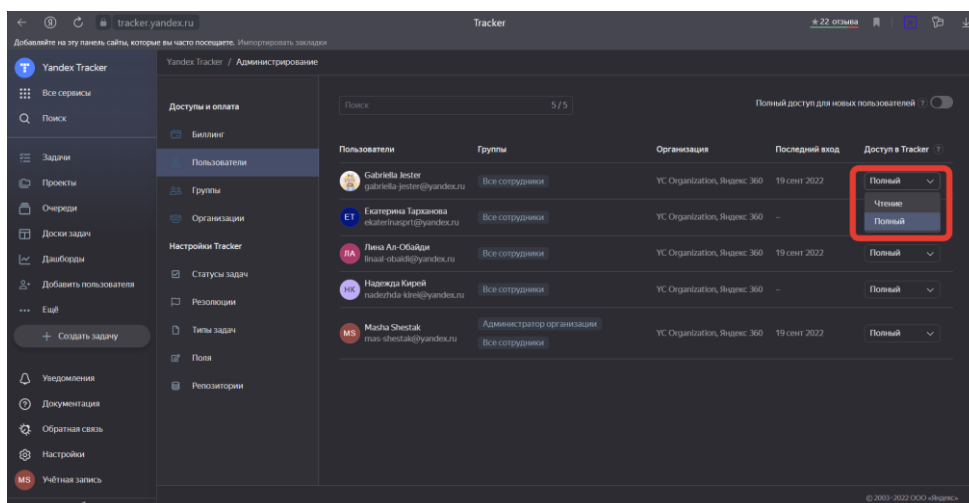 tracker.yandex.ru
Tracker
★ 22 отзыва
Добавляйте на эту панель сайты, которые вы часто посещаете. Импортировать закладки
Yandex Tracker
Все сервисы
Поиск
Задачи
Проекты
Очереди
Доски задач
Дашборды
Добавить пользователя
Ещё
+ Создать задачу
Уведомления
Документация
Обратная связь
Настройки
MS Учётная запись
Yandex Tracker / Администрирование
Доступы и оплата
Биллинг
Пользователи
Группы
Организации
Настройки Tracker
Статусы задач
Резолюции
Типы задач
Поля
Репозитории
Поиск 5/5
Полный доступ для новых пользователей ?
Пользователи Группы Организация Последний вход Доступ в Tracker ?
Gabriella Jester
gabriella-jester@yandex.ru
Все сотрудники YC Organization, Яндекс 360 19 сент 2022 Полный
Чтение
Полный
ЕТ Екатерина Тарханова
ekaterinasprt@yandex.ru
Все сотрудники YC Organization, Яндекс 360 –
ЛА Лина Ал-Обайди
linaal-obaidi@yandex.ru
Все сотрудники YC Organization, Яндекс 360 19 сент 2022 Полный
НК Надежда Кирей
nadezhda-kirei@yandex.ru
Все сотрудники YC Organization, Яндекс 360 – Полный
MS Masha Shestak
mas-shestak@yandex.ru
Администратор организации
Все сотрудники
YC Organization, Яндекс 360 19 сент 2022 Полный
© 2003–2022 ООО «Яндекс»